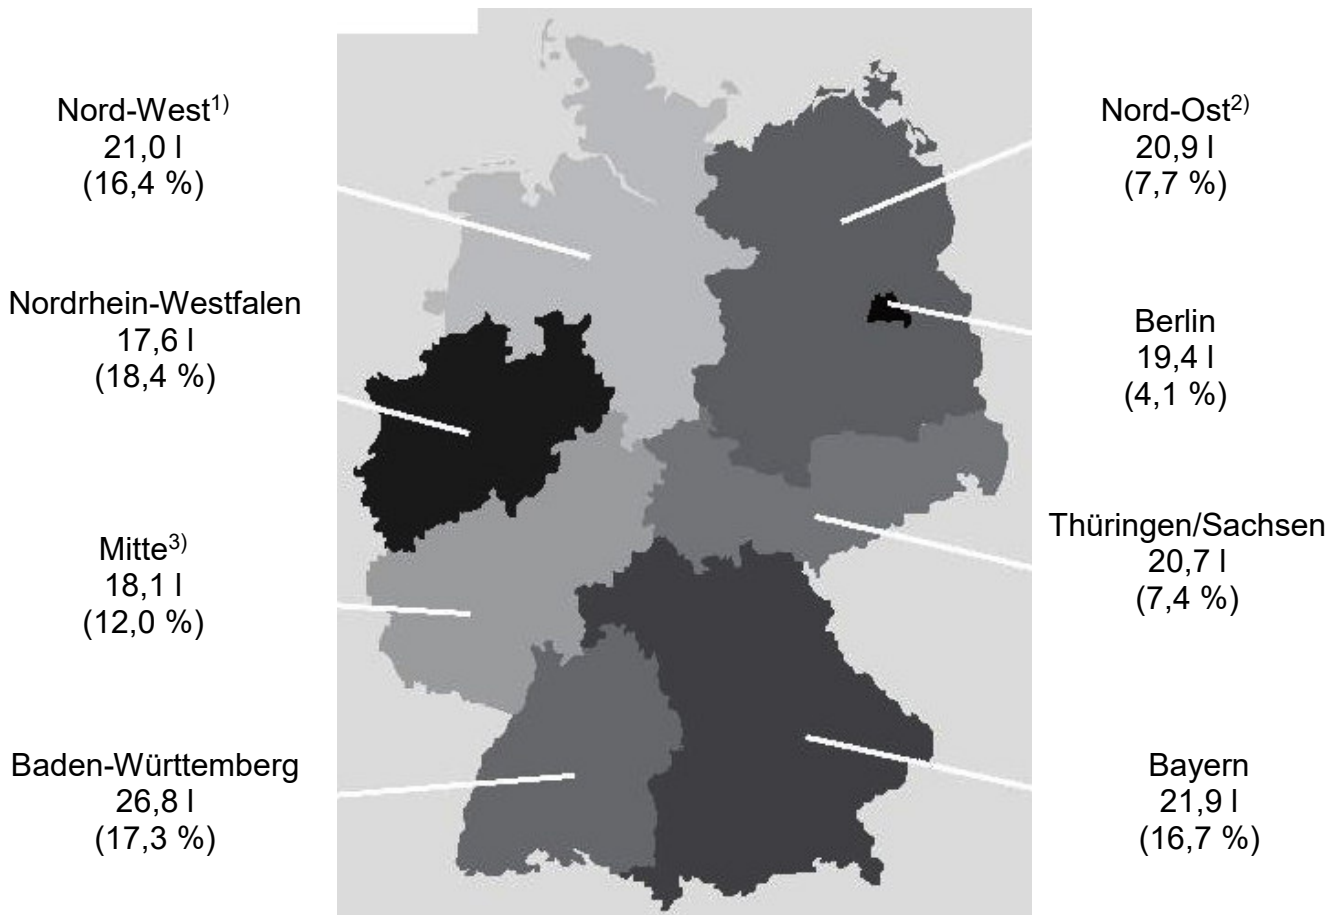 Nord-West¹⁾
21,0 l
(16,4 %)
Nordrhein-Westfalen
17,6 l
(18,4 %)
Mitte³⁾
18,1 l
(12,0 %)
Baden-Württemberg
26,8 l
(17,3 %)
Nord-Ost²⁾
20,9 l
(7,7 %)
Berlin
19,4 l
(4,1 %)
Thüringen/Sachsen
20,7 l
(7,4 %)
Bayern
21,9 l
(16,7 %)